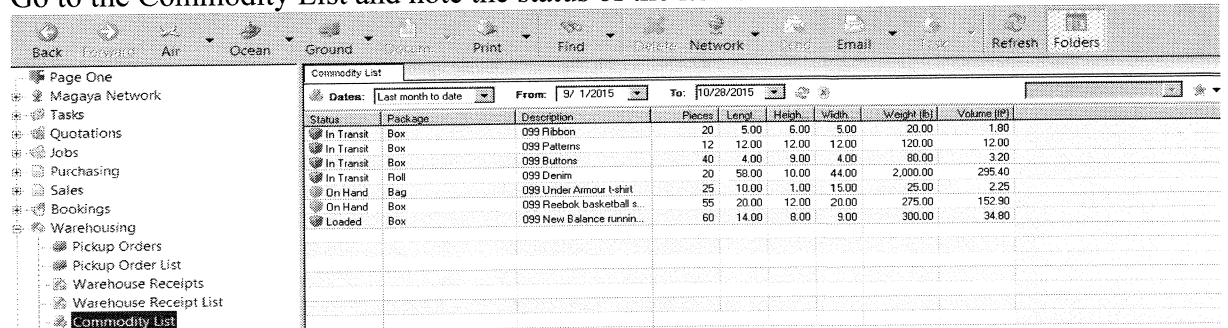 Go to the Commodity List and note the status of the
Back Forward Air Ocean Ground Print Find Delete Network Send Email Task Refresh Folders
Page One
Magaya Network
Tasks
Quotations
Jobs
Purchasing
Sales
Bookings
Warehousing
Pickup Orders
Pickup Order List
Warehouse Receipts
Warehouse Receipt List
Commodity List
Commodity List
Dates: Last month to date From: 9/ 1/2015 To: 10/28/2015
Status Package Description Pieces Lengt... Heigh... Width... Weight (lb) Volume (ft³)
In Transit Box 099 Ribbon 20 5.00 6.00 5.00 20.00 1.80
In Transit Box 099 Patterns 12 12.00 12.00 12.00 120.00 12.00
In Transit Box 099 Buttons 40 4.00 9.00 4.00 80.00 3.20
In Transit Roll 099 Denim 20 58.00 10.00 44.00 2,000.00 295.40
On Hand Bag 099 Under Armour t-shirt 25 10.00 1.00 15.00 25.00 2.25
On Hand Box 099 Reebok basketball s... 55 20.00 12.00 20.00 275.00 152.90
Loaded Box 099 New Balance runnin... 60 14.00 8.00 9.00 300.00 34.80